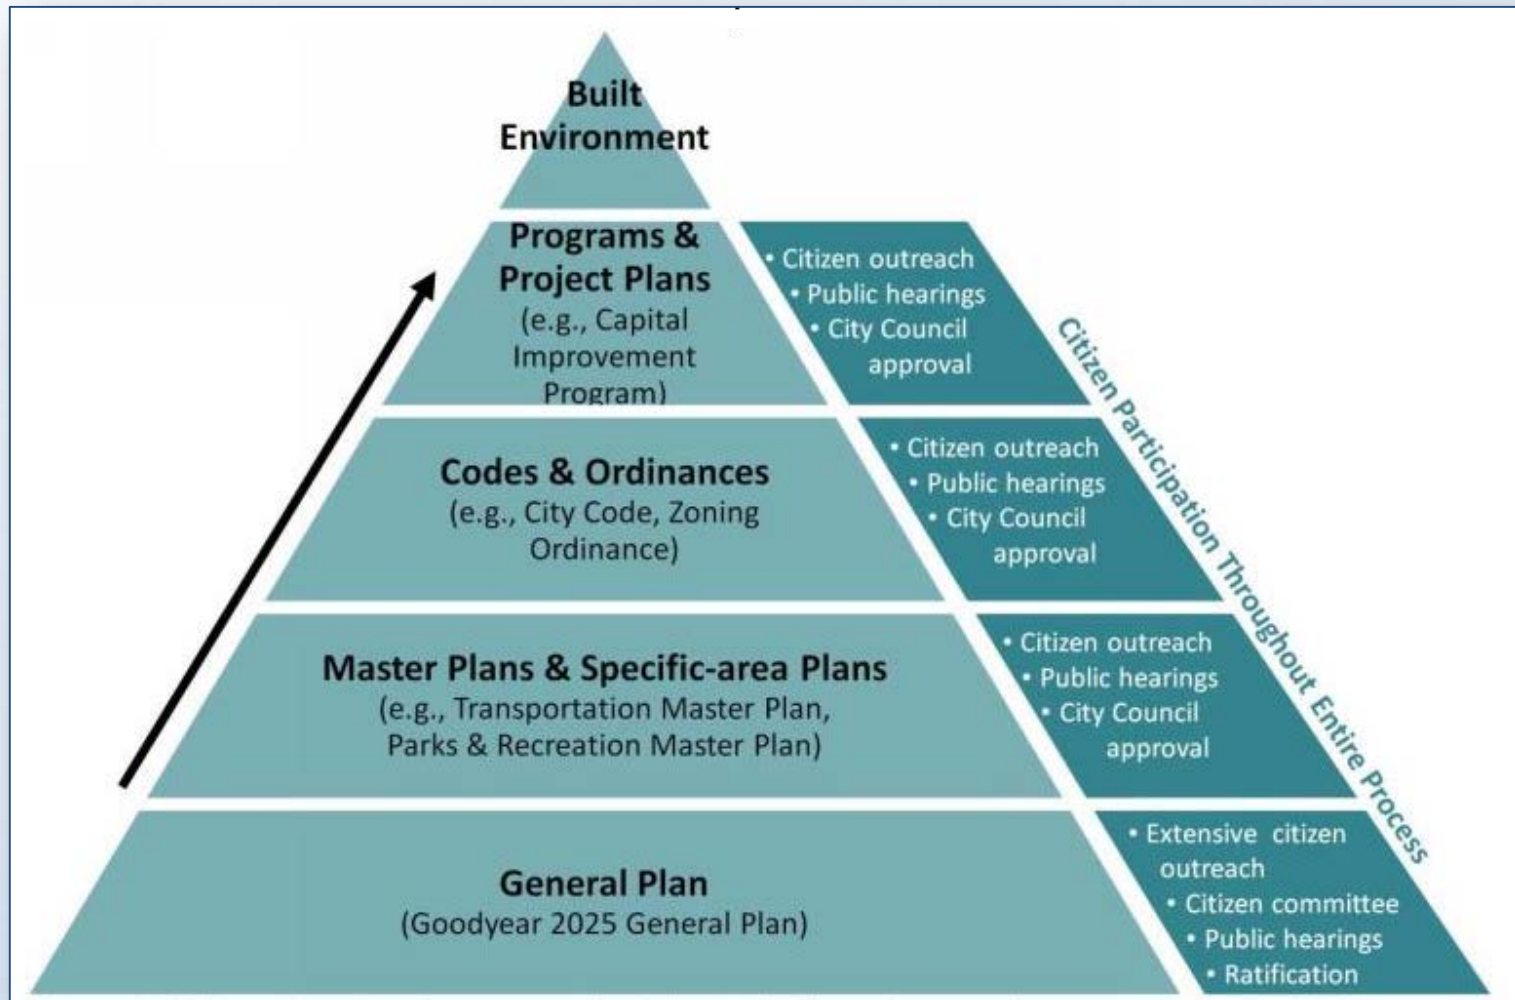 Built
Environment
Programs &
Project Plans
(e.g., Capital
Improvement
Program)
• Citizen outreach
• Public hearings
• City Council
approval
Codes & Ordinances
(e.g., City Code, Zoning
Ordinance)
• Citizen outreach
• Public hearings
• City Council
approval
Master Plans & Specific-area Plans
(e.g., Transportation Master Plan,
Parks & Recreation Master Plan)
• Citizen outreach
• Public hearings
• City Council
approval
General Plan
(Goodyear 2025 General Plan)
• Extensive citizen
outreach
• Citizen committee
• Public hearings
• Ratification
Citizen Participation Throughout Entire Process